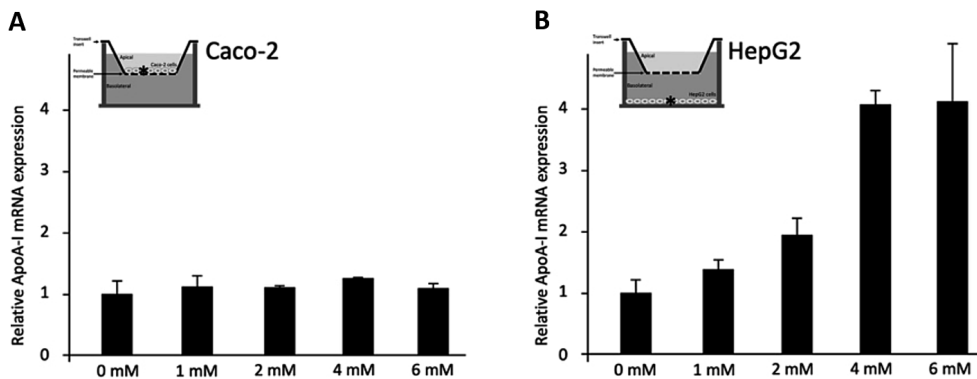 A
Caco-2
Transwell
insert
Apical
Caco-2 cells
Permeable
membrane
Basolateral
Relative ApoA-I mRNA expression
4
3
2
1
0
0 mM 1 mM 2 mM 4 mM 6 mM
B
HepG2
Transwell
insert
Apical
Permeable
membrane
Basolateral
HepG2 cells
Relative ApoA-I mRNA expression
4
3
2
1
0
0 mM 1 mM 2 mM 4 mM 6 mM